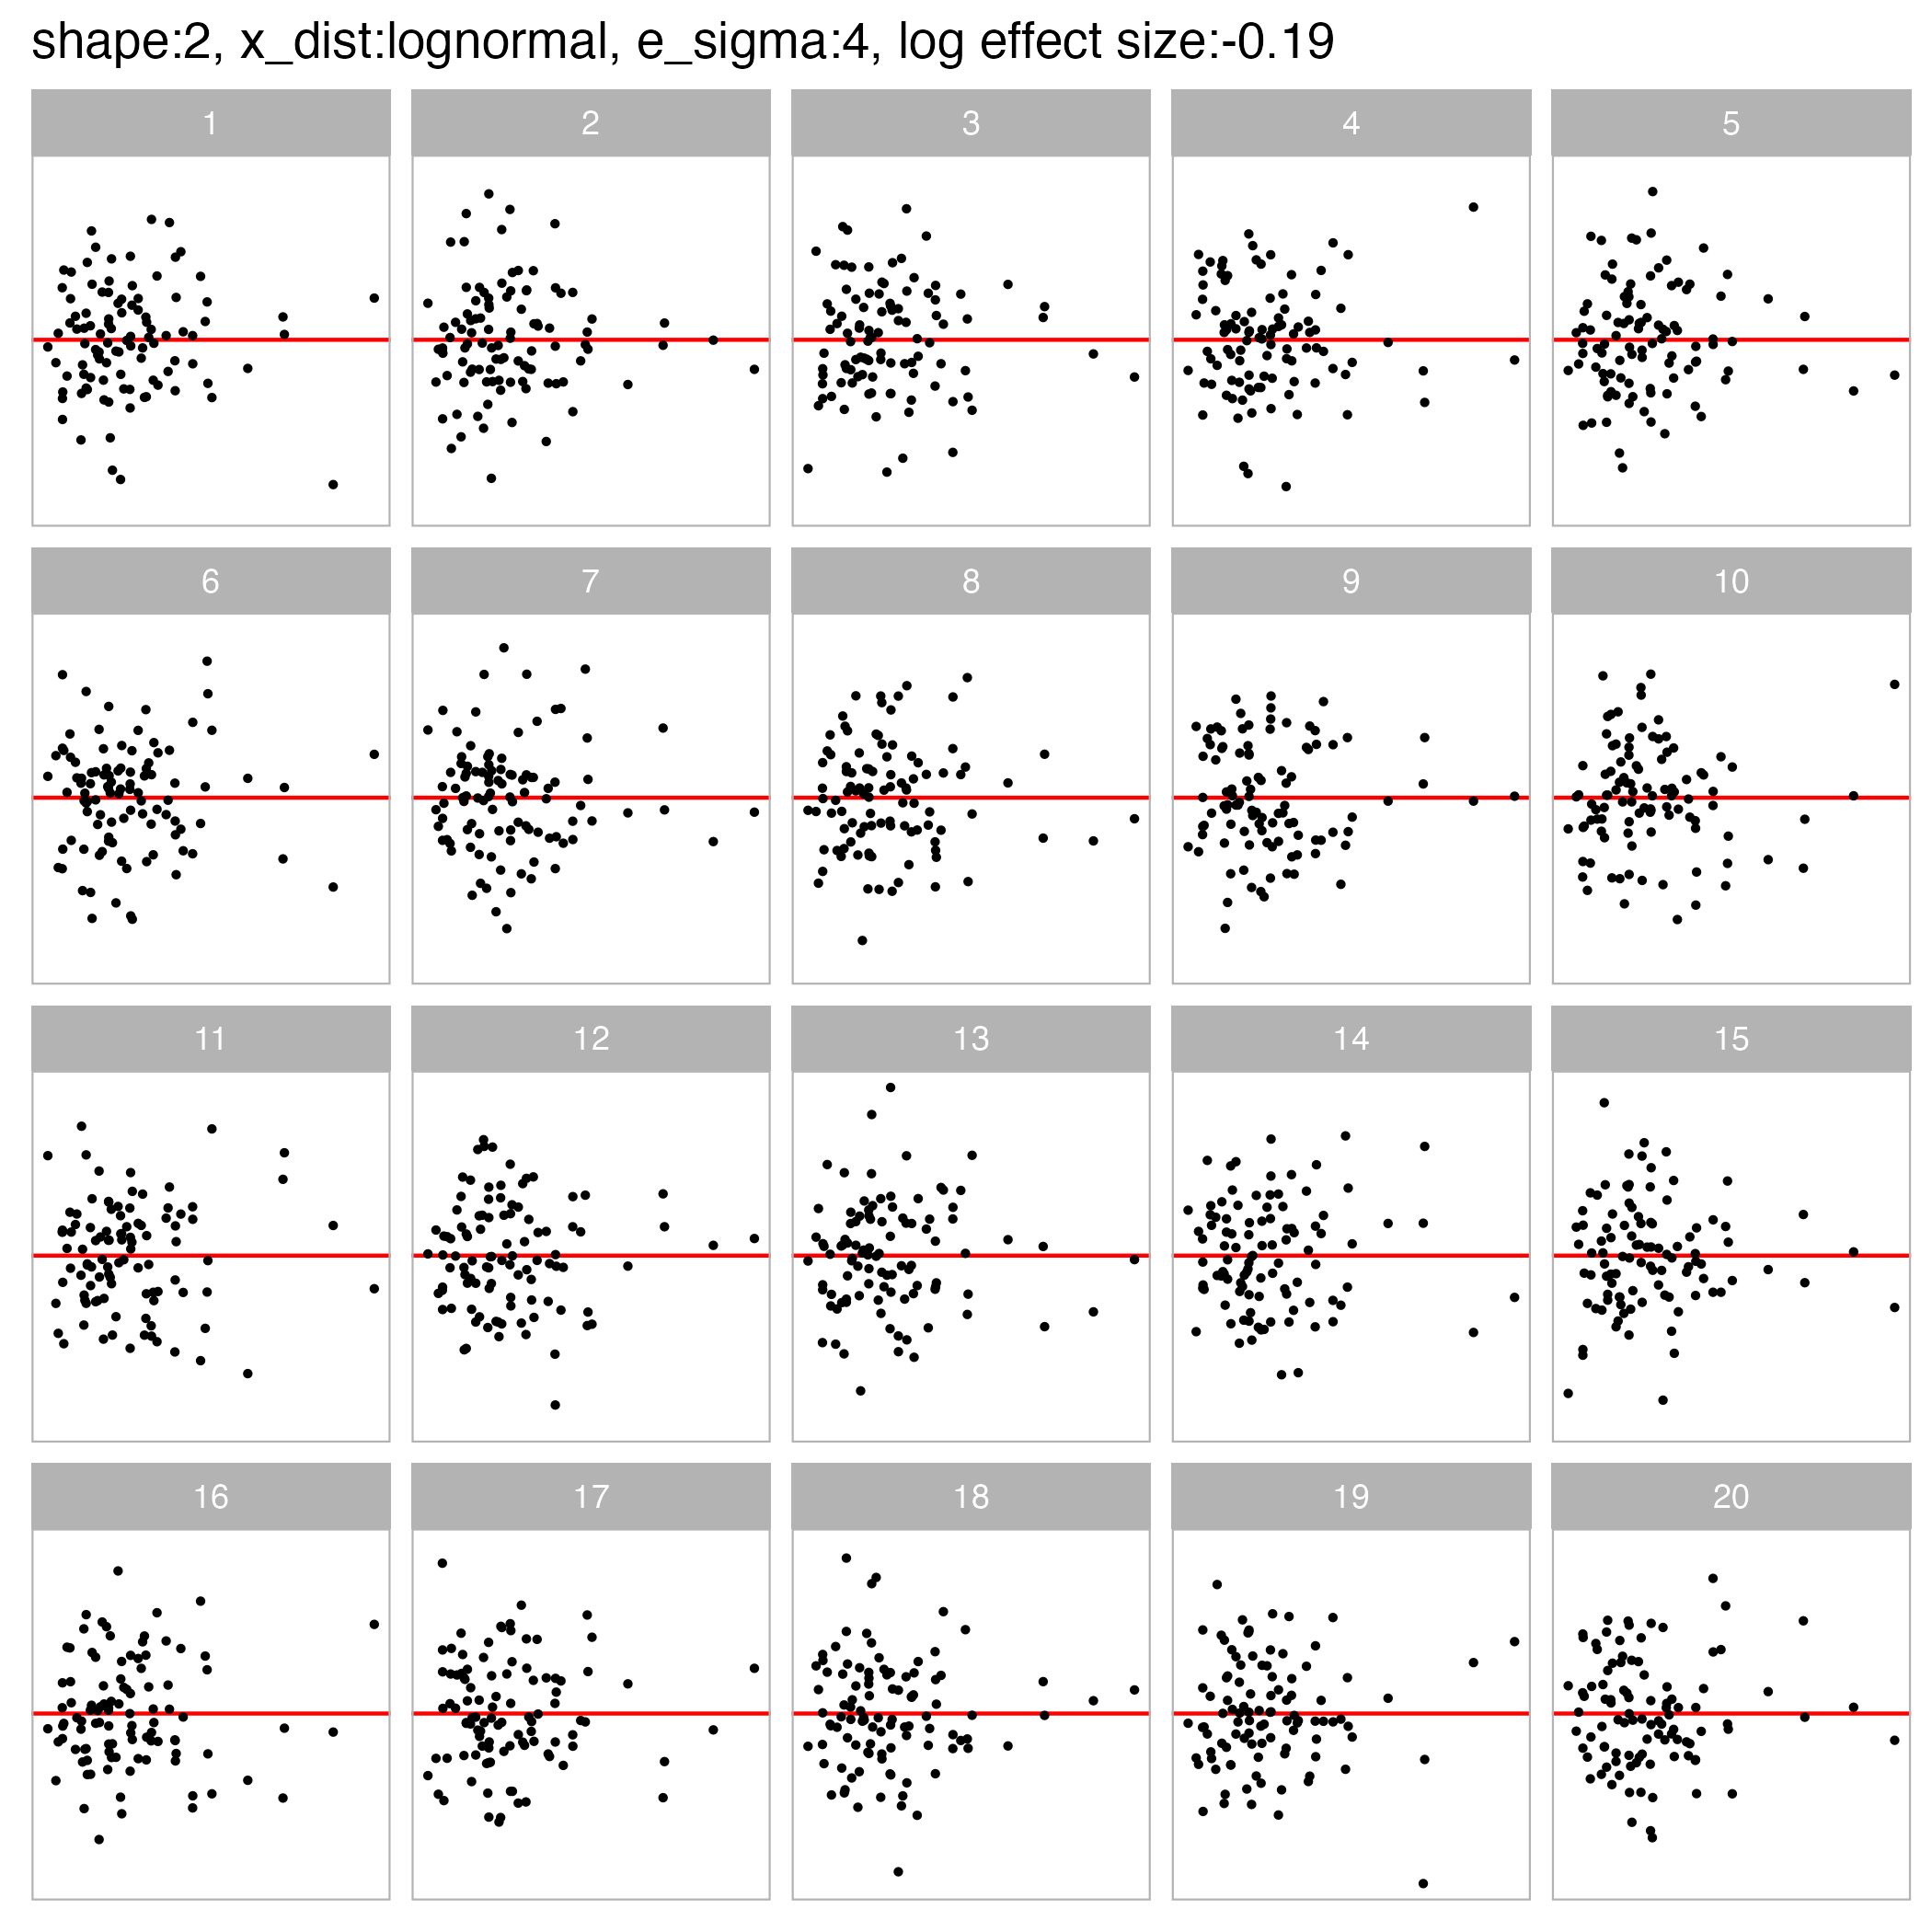 shape:2, x_dist:lognormal, e_sigma:4, log effect size:-0.19
1 2 3 4 5
6 7 8 9 10
11 12 13 14 15
16 17 18 19 20